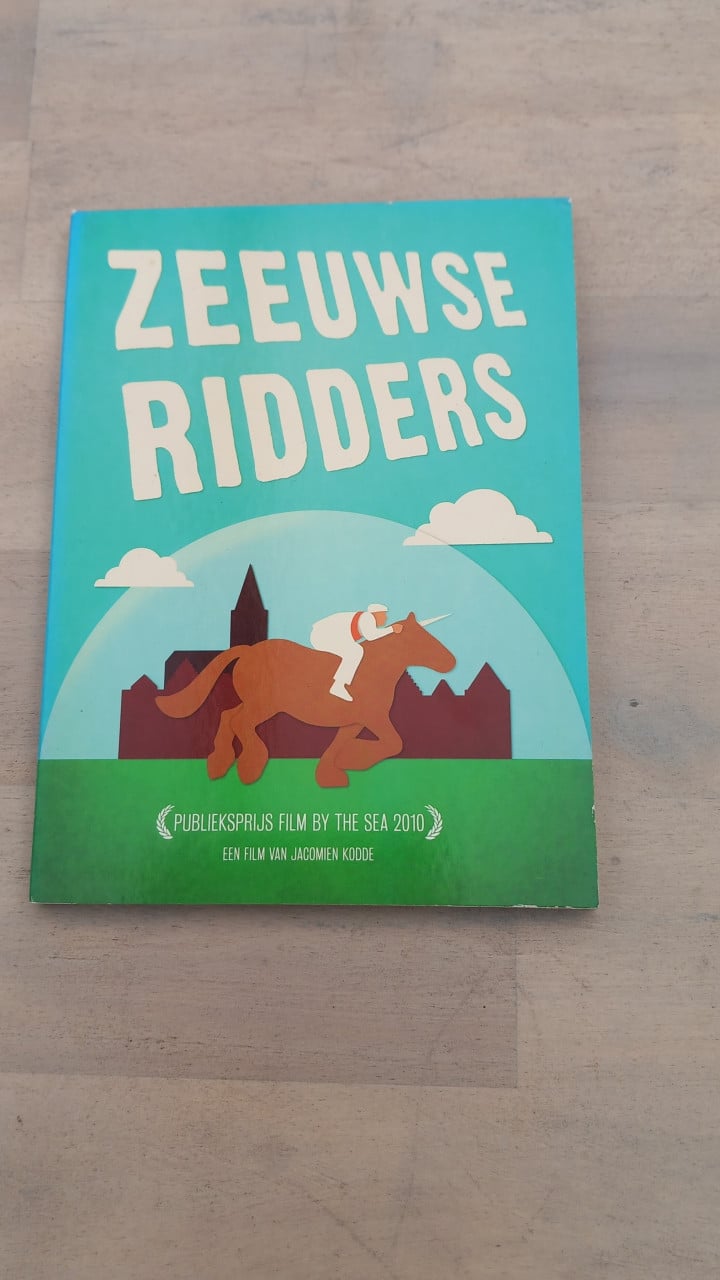 ZEEUWSE
RIDDERS
PUBLIEKSPRIJS FILM BY THE SEA 2010
EEN FILM VAN JACOMIEN KODDE